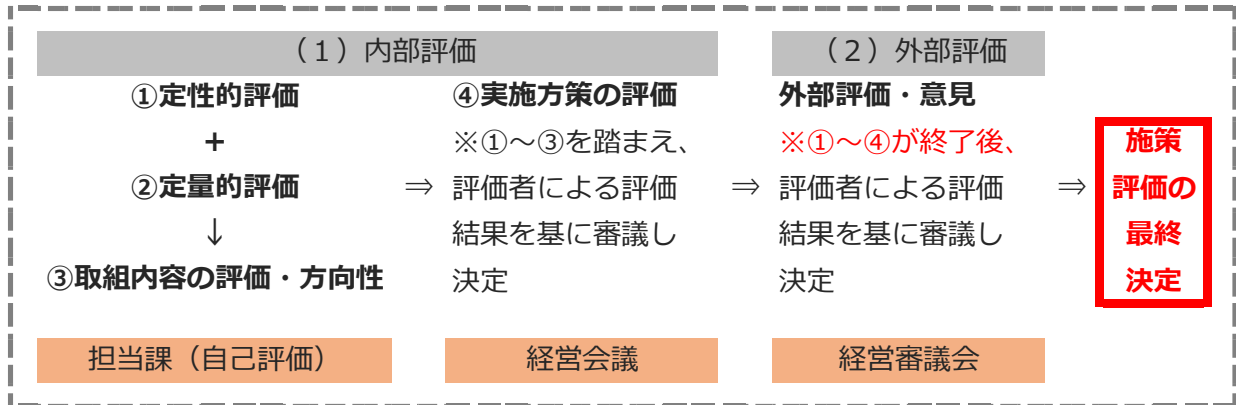 （１）内部評価
①定性的評価
＋
②定量的評価
↓
③取組内容の評価・方向性
担当課（自己評価）
⇒
④実施方策の評価
※①～③を踏まえ、
評価者による評価
結果を基に審議し
決定
経営会議
⇒
（２）外部評価
外部評価・意見
※①～④が終了後、
評価者による評価
結果を基に審議し
決定
経営審議会
⇒
施策
評価の
最終
決定